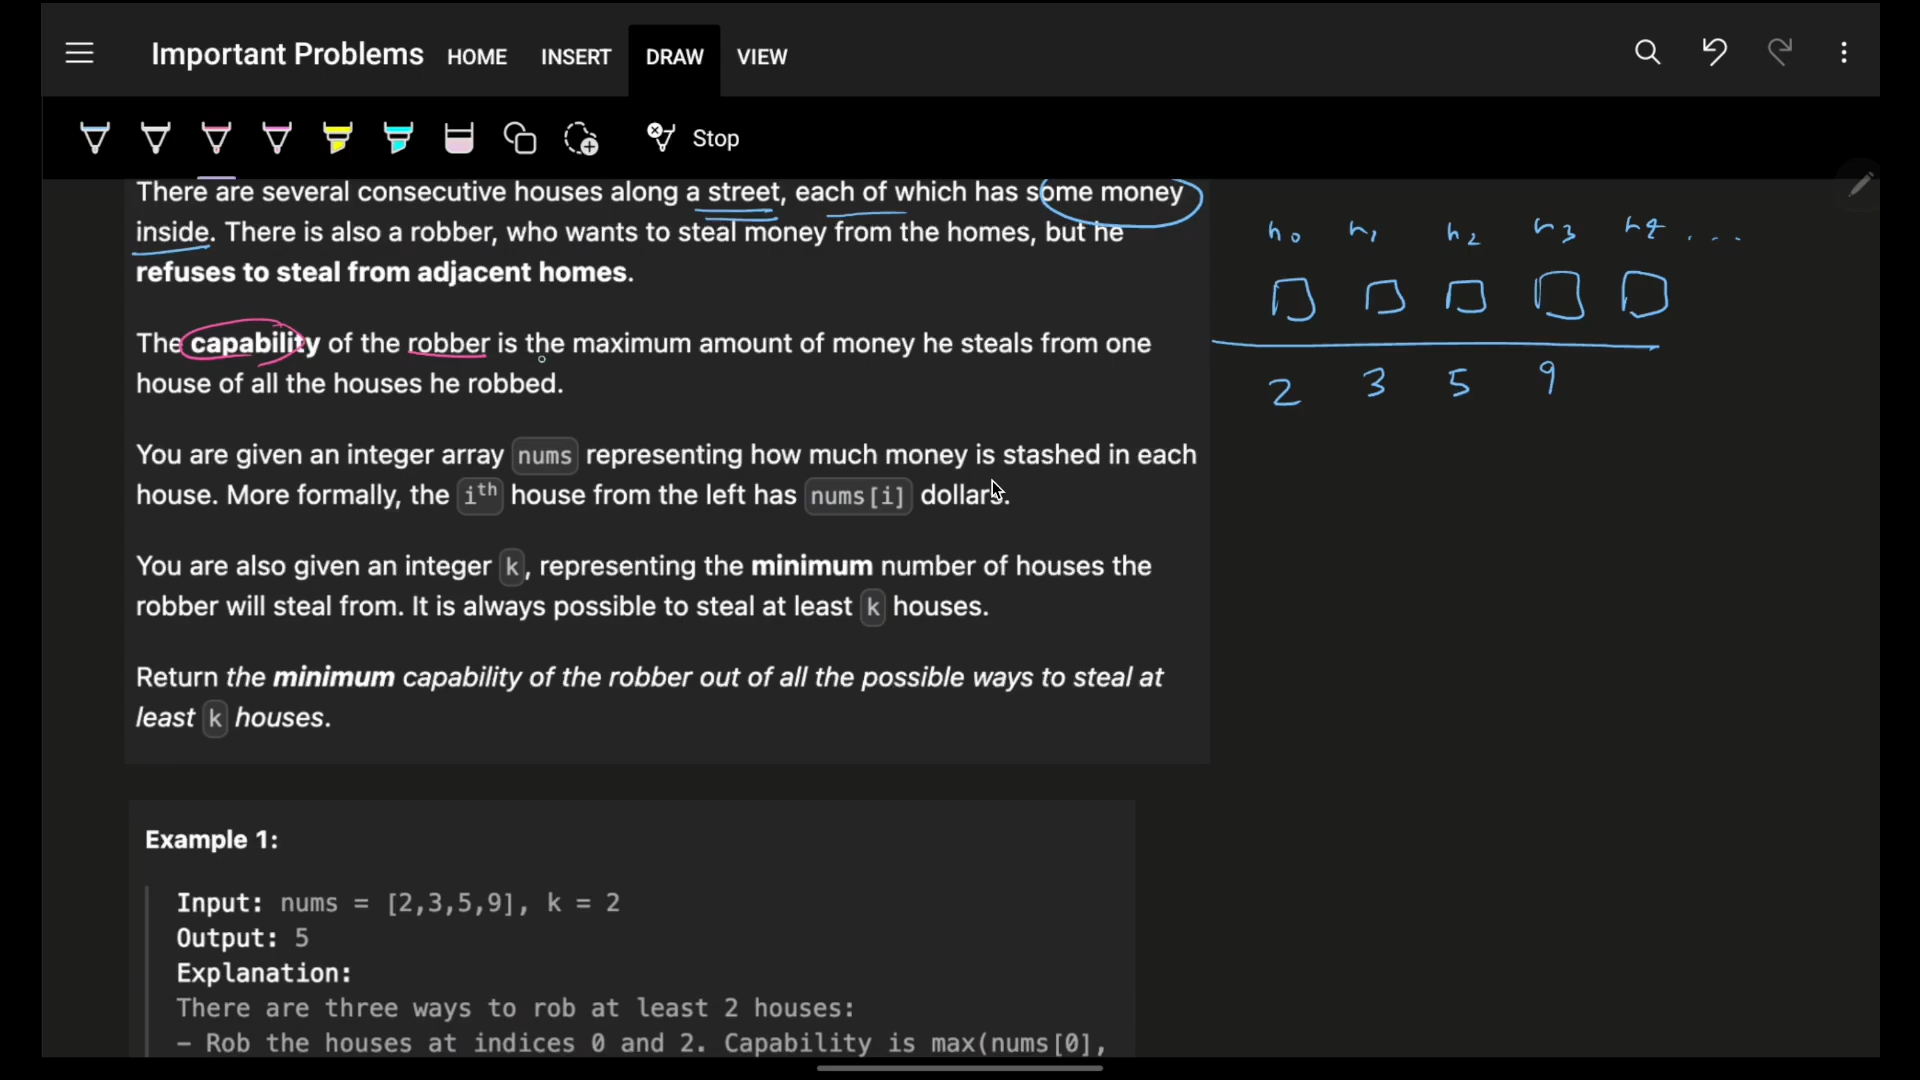 Important Problems HOME INSERT DRAW VIEW
Stop
There are several consecutive houses along a street, each of which has some money
inside. There is also a robber, who wants to steal money from the homes, but he
refuses to steal from adjacent homes.
The capability of the robber is the maximum amount of money he steals from one
house of all the houses he robbed.
You are given an integer array nums representing how much money is stashed in each
house. More formally, the ith house from the left has nums[i] dollars.
You are also given an integer k, representing the minimum number of houses the
robber will steal from. It is always possible to steal at least k houses.
Return the minimum capability of the robber out of all the possible ways to steal at
least k houses.
h0 h1 h2 h3 h4 ....
2 3 5 9
Example 1:
Input: nums = [2,3,5,9], k = 2
Output: 5
Explanation:
There are three ways to rob at least 2 houses:
– Rob the houses at indices 0 and 2. Capability is max(nums[0],